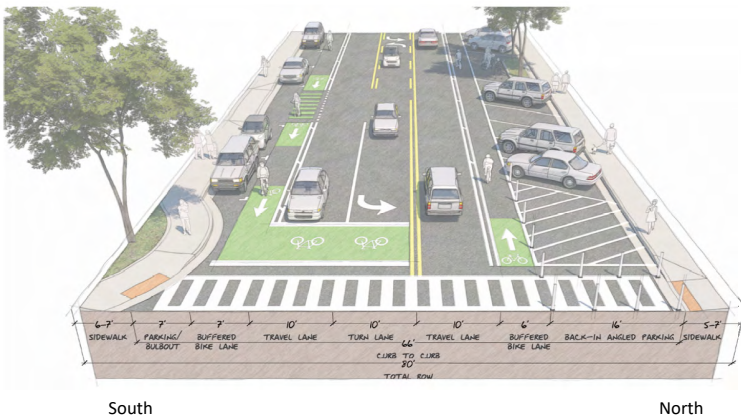 6-7' 7' 7' 10' 10' 10' 6' 16' 5-7'
SIDEWALK PARKING/ BULBOUT BUFFERED BIKE LANE TRAVEL LANE TURN LANE TRAVEL LANE BUFFERED BIKE LANE BACK-IN ANGLED PARKING SIDEWALK
66'
CURB TO CURB
80'
TOTAL ROW
South North